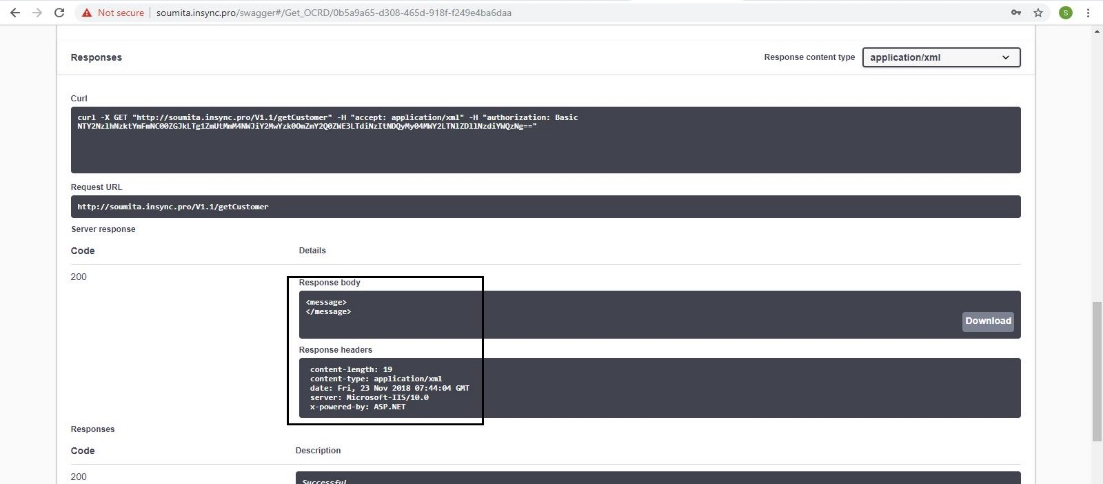 Not secure | soumita.insync.pro/swagger#/Get_OCRD/0b5a9a65-d308-465d-918f-f249e4ba6daa
S
Responses
Response content type application/xml
Curl
curl -X GET "http://soumita.insync.pro/V1.1/getCustomer" -H "accept: application/xml" -H "authorization: Basic
Request URL
http://soumita.insync.pro/V1.1/getCustomer
Server response
Code Details
200
Response body
<message>
</message>
Download
Response headers
content-length: 19
content-type: application/xml
date: Fri, 23 Nov 2018 07:44:04 GMT
server: Microsoft-IIS/10.0
x-powered-by: ASP.NET
Responses
Code Description
200
Successful